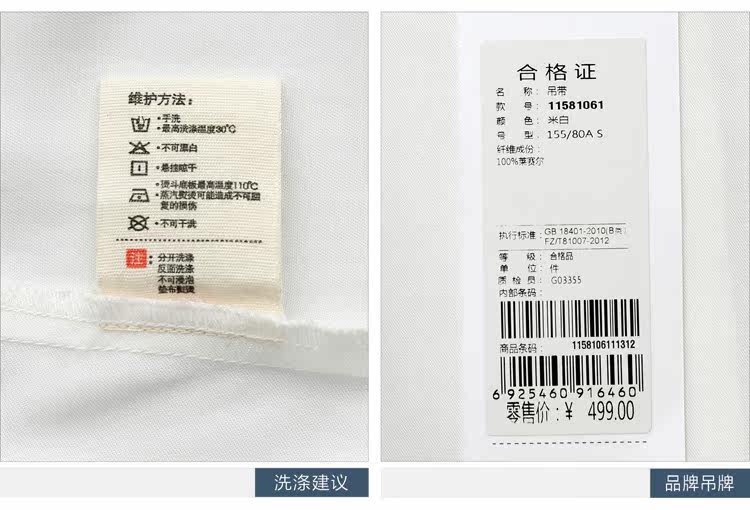 维护方法：
•手洗
•最高洗涤温度30℃
•不可漂白
•悬挂晾干
•熨斗底板最高温度110℃
•蒸汽熨烫可能造成不可回
复的损伤
•不可干洗
注：分开洗涤
反面洗涤
不可浸泡
垫布熨烫
洗涤建议
合格证
名 称：吊带
款 号：11581061
颜 色：米白
号 型：155/80A S
纤维成份：
100%莱赛尔
执行标准：GB 18401-2010(B类)
FZ/T81007-2012
等 级：合格品
单 位：件
质 检 员：G03355
内部条码：
商品条码：1158106111312
6 925460 916460
零售价：¥ 499.00
品牌吊牌